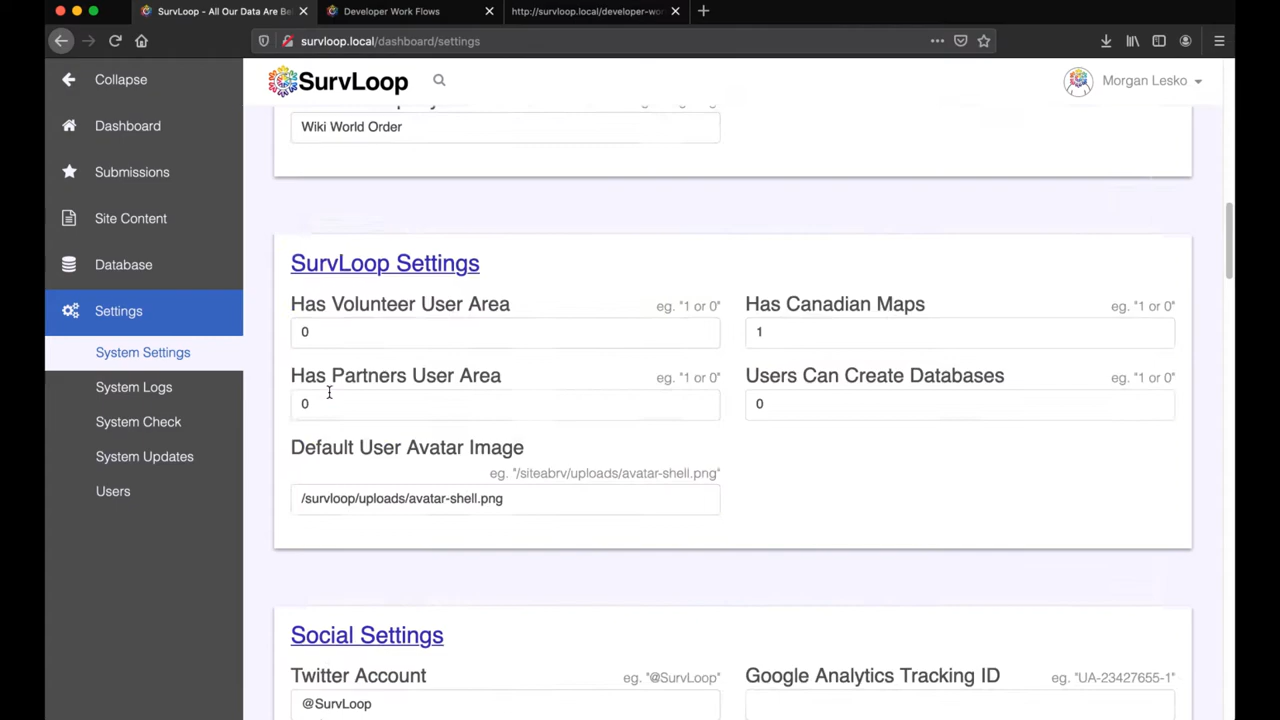 SurvLoop - All Our Data Are Be
Developer Work Flows
http://survloop.local/developer-wor
survloop.local/dashboard/settings
Collapse
SurvLoop
Morgan Lesko
Dashboard
Wiki World Order
Submissions
Site Content
Database
Settings
System Settings
System Logs
System Check
System Updates
Users
SurvLoop Settings
Has Volunteer User Area
eg. "1 or 0"
0
Has Canadian Maps
eg. "1 or 0"
1
Has Partners User Area
eg. "1 or 0"
0
Users Can Create Databases
eg. "1 or 0"
0
Default User Avatar Image
eg. "/siteabrv/uploads/avatar-shell.png"
/survloop/uploads/avatar-shell.png
Social Settings
Twitter Account
eg. "@SurvLoop"
@SurvLoop
Google Analytics Tracking ID
eg. "UA-23427655-1"